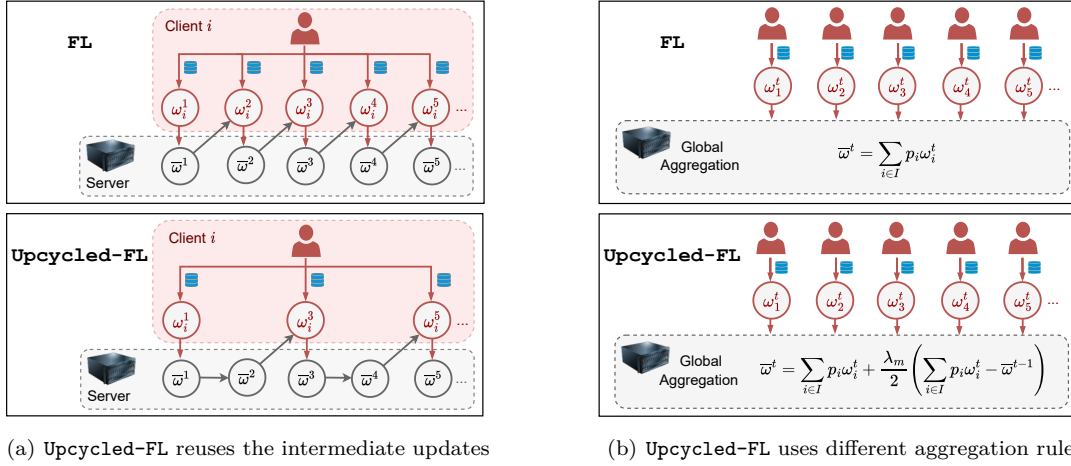 FL
Client i
ω_i^1 ω_i^2 ω_i^3 ω_i^4 ω_i^5 ...
Server
ω̅^1 ω̅^2 ω̅^3 ω̅^4 ω̅^5 ...
Upcycled-FL
Client i
ω_i^1 ω_i^3 ω_i^5 ...
Server
ω̅^1 ω̅^2 ω̅^3 ω̅^4 ω̅^5 ...
(a) Upcycled-FL reuses the intermediate updates
FL
ω_1^t ω_2^t ω_3^t ω_4^t ω_5^t ...
Global
Aggregation
ω̅^t = ∑_{i∈I} p_i ω_i^t
Upcycled-FL
ω_1^t ω_2^t ω_3^t ω_4^t ω_5^t ...
Global
Aggregation
ω̅^t = ∑_{i∈I} p_i ω_i^t + λ_m/2 (∑_{i∈I} p_i ω_i^t − ω̅^{t−1})
(b) Upcycled-FL uses different aggregation rule